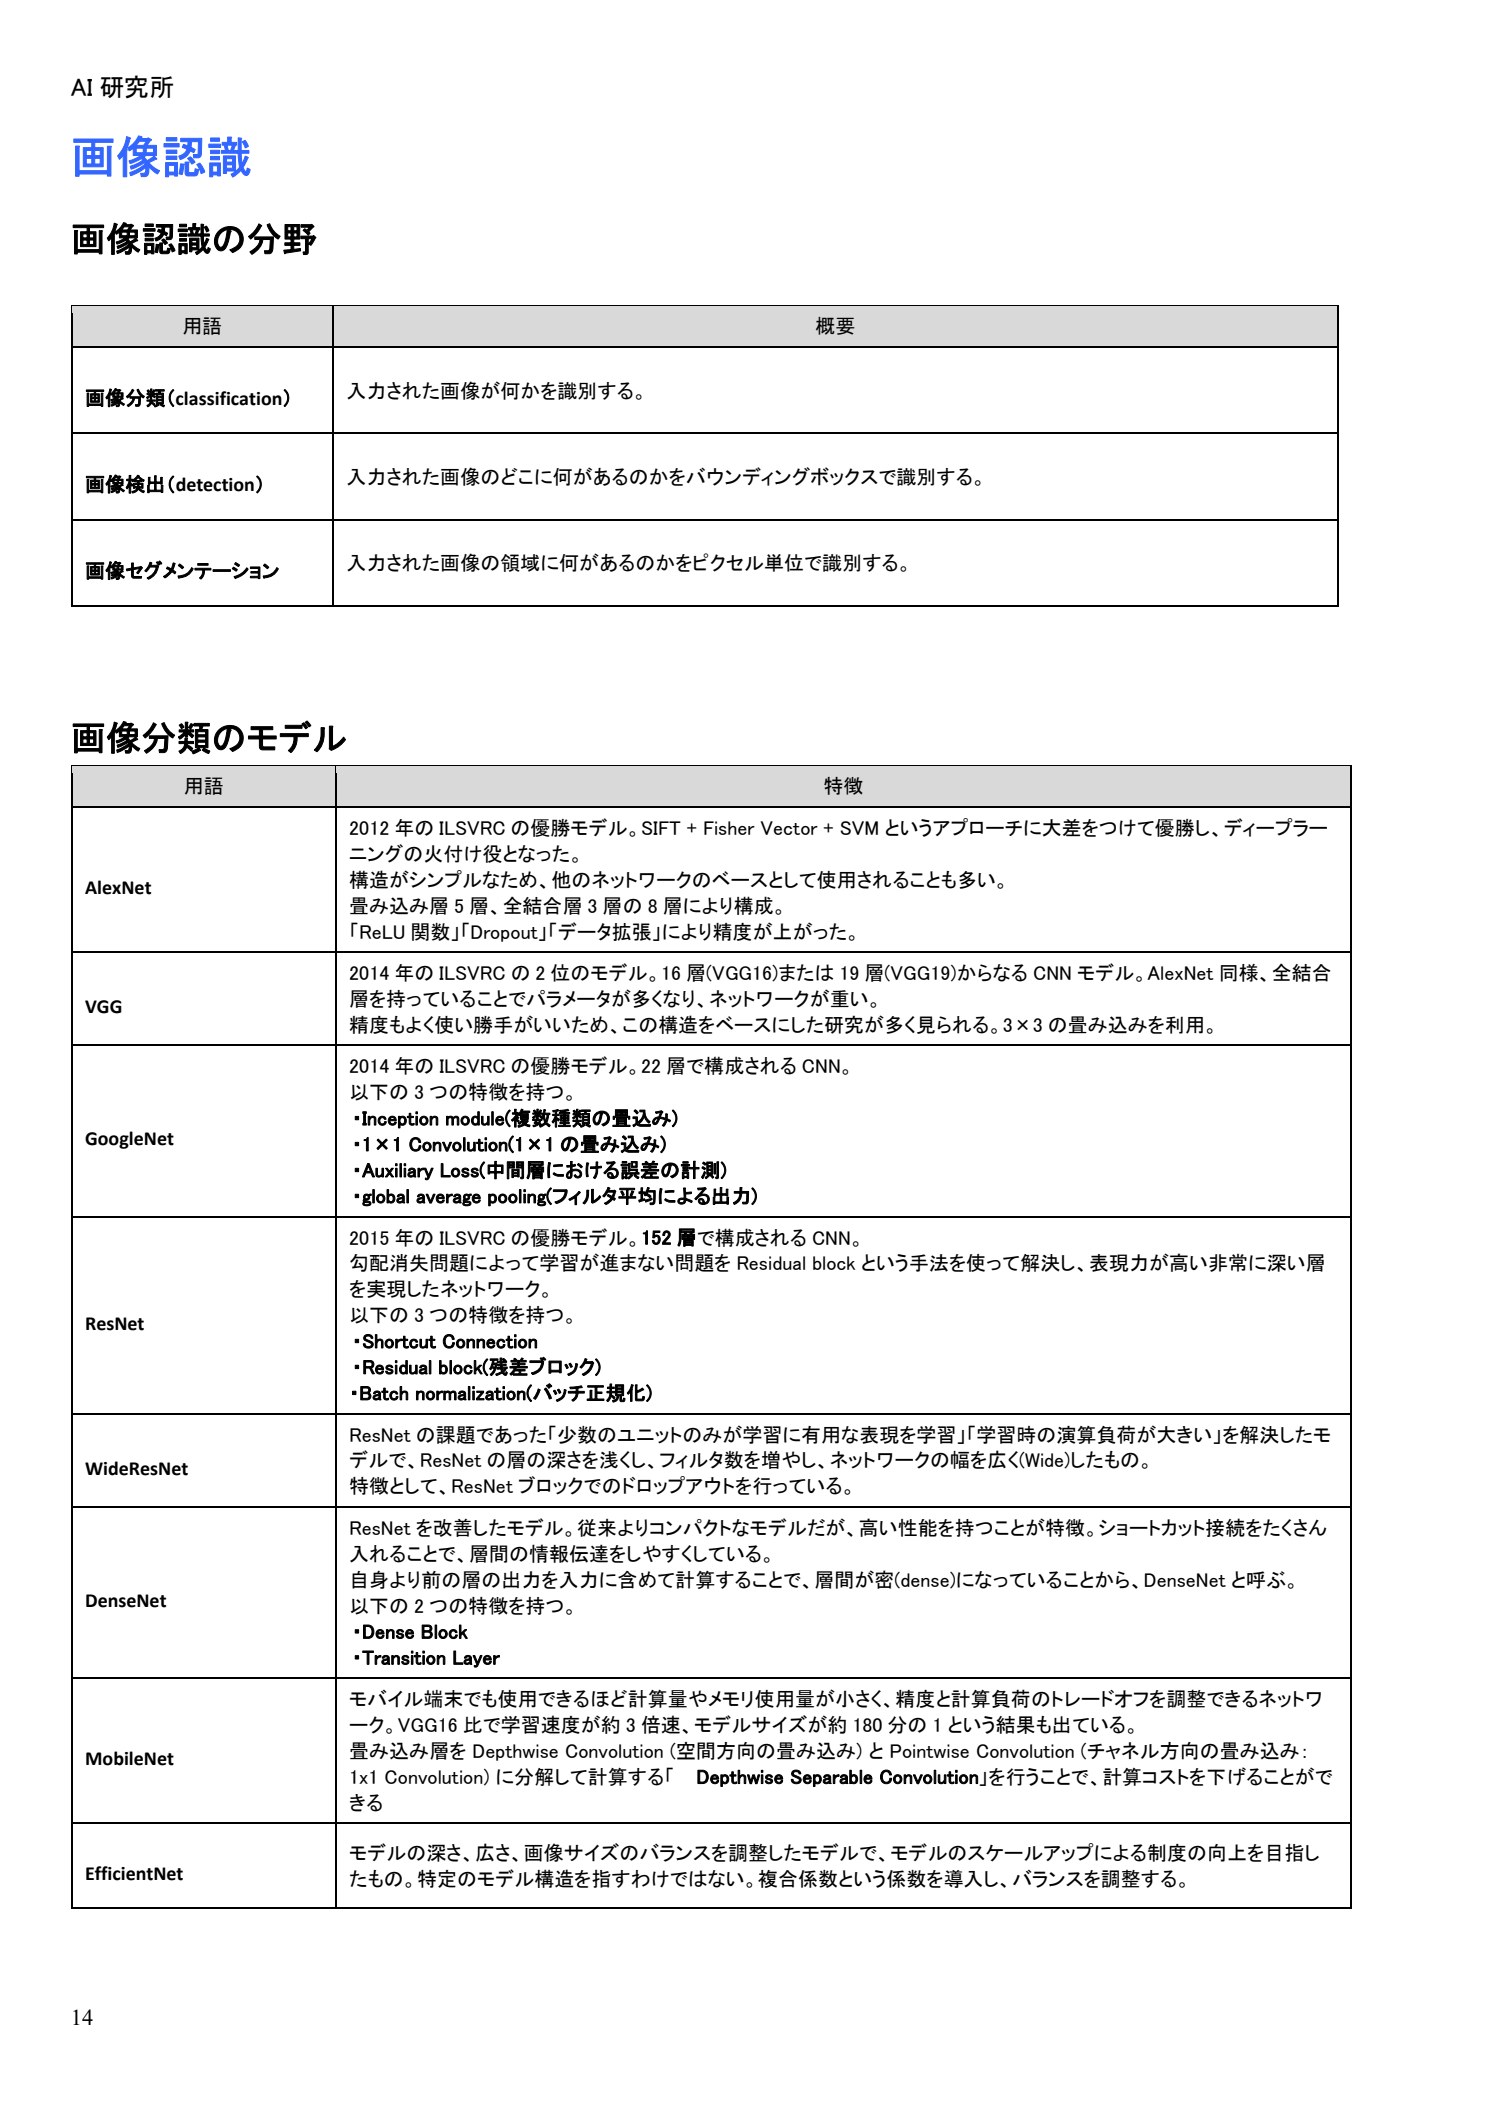 AI 研究所
画像認識
画像認識の分野
用語
概要
画像分類（classification）
入力された画像が何かを識別する。
画像検出（detection）
入力された画像のどこに何があるのかをバウンディングボックスで識別する。
画像セグメンテーション
入力された画像の領域に何があるのかをピクセル単位で識別する。
画像分類のモデル
用語
特徴
AlexNet
2012 年の ILSVRC の優勝モデル。SIFT + Fisher Vector + SVM というアプローチに大差をつけて優勝し、ディープラー
ニングの火付け役となった。
構造がシンプルなため、他のネットワークのベースとして使用されることも多い。
畳み込み層 5 層、全結合層 3 層の 8 層により構成。
「ReLU 関数」「Dropout」「データ拡張」により精度が上がった。
VGG
2014 年の ILSVRC の 2 位のモデル。16 層(VGG16)または 19 層(VGG19)からなる CNN モデル。AlexNet 同様、全結合
層を持っていることでパラメータが多くなり、ネットワークが重い。
精度もよく使い勝手がいいため、この構造をベースにした研究が多く見られる。3×3 の畳み込みを利用。
GoogleNet
2014 年の ILSVRC の優勝モデル。22 層で構成される CNN。
以下の 3 つの特徴を持つ。
・Inception module(複数種類の畳込み)
・1×1 Convolution(1×1 の畳み込み)
・Auxiliary Loss(中間層における誤差の計測)
・global average pooling(フィルタ平均による出力)
ResNet
2015 年の ILSVRC の優勝モデル。152 層で構成される CNN。
勾配消失問題によって学習が進まない問題を Residual block という手法を使って解決し、表現力が高い非常に深い層
を実現したネットワーク。
以下の 3 つの特徴を持つ。
・Shortcut Connection
・Residual block(残差ブロック)
・Batch normalization(バッチ正規化)
WideResNet
ResNet の課題であった「少数のユニットのみが学習に有用な表現を学習」「学習時の演算負荷が大きい」を解決したモ
デルで、ResNet の層の深さを浅くし、フィルタ数を増やし、ネットワークの幅を広く(Wide)したもの。
特徴として、ResNet ブロックでのドロップアウトを行っている。
DenseNet
ResNet を改善したモデル。従来よりコンパクトなモデルだが、高い性能を持つことが特徴。ショートカット接続をたくさん
入れることで、層間の情報伝達をしやすくしている。
自身より前の層の出力を入力に含めて計算することで、層間が密(dense)になっていることから、DenseNet と呼ぶ。
以下の 2 つの特徴を持つ。
・Dense Block
・Transition Layer
MobileNet
モバイル端末でも使用できるほど計算量やメモリ使用量が小さく、精度と計算負荷のトレードオフを調整できるネットワ
ーク。VGG16 比で学習速度が約 3 倍速、モデルサイズが約 180 分の 1 という結果も出ている。
畳み込み層を Depthwise Convolution (空間方向の畳み込み) と Pointwise Convolution (チャネル方向の畳み込み:
1x1 Convolution) に分解して計算する「 Depthwise Separable Convolution」を行うことで、計算コストを下げることがで
きる
EfficientNet
モデルの深さ、広さ、画像サイズのバランスを調整したモデルで、モデルのスケールアップによる制度の向上を目指し
たもの。特定のモデル構造を指すわけではない。複合係数という係数を導入し、バランスを調整する。
14